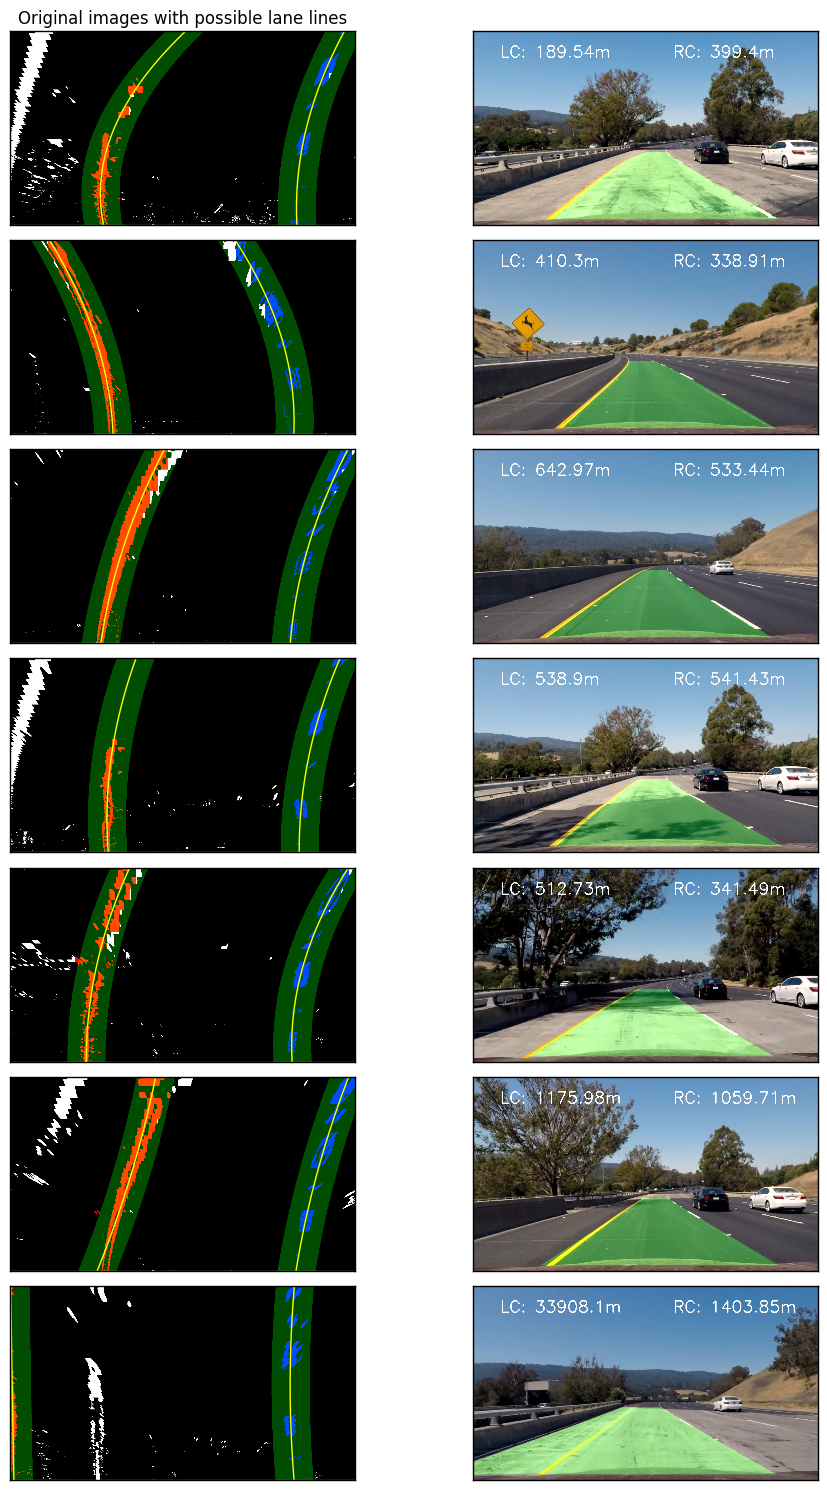 Original images with possible lane lines
LC: 189.54m RC: 399.4m
LC: 410.3m RC: 338.91m
LC: 642.97m RC: 533.44m
LC: 538.9m RC: 541.43m
LC: 512.73m RC: 341.49m
LC: 1175.98m RC: 1059.71m
LC: 33908.1m RC: 1403.85m